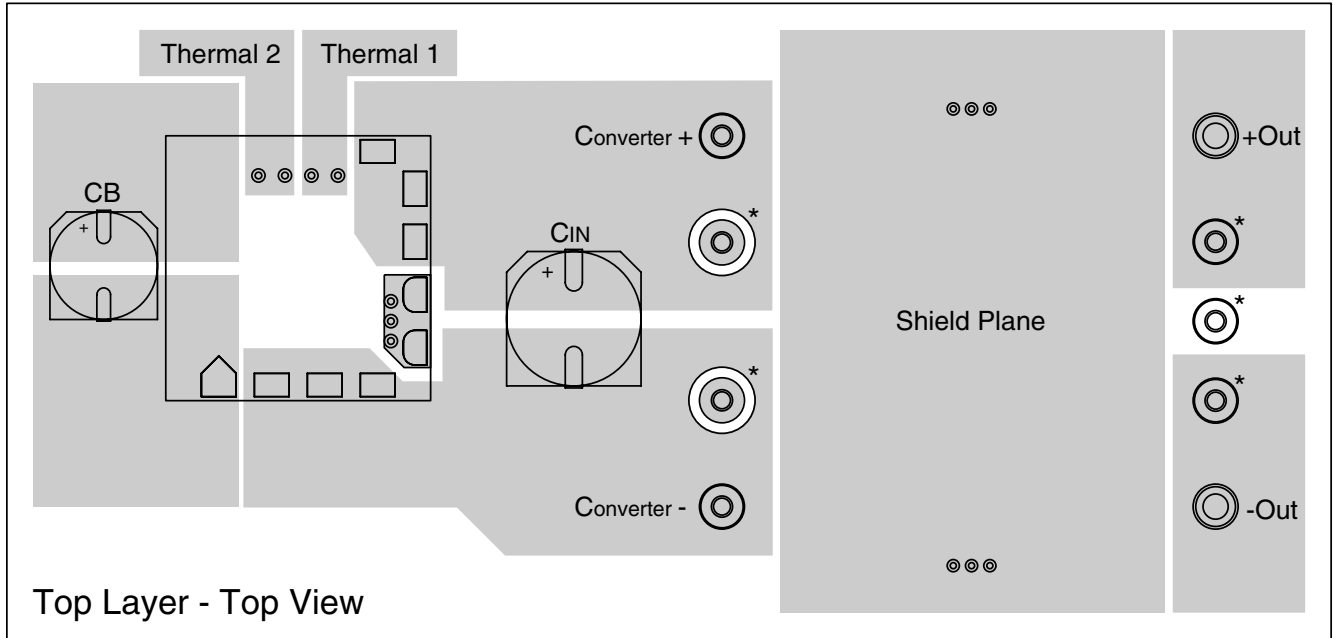 Thermal 2
Thermal 1
Converter +
+Out
CB
+
*
*
CIN
+
*
Shield Plane
*
*
Converter -
-Out
Top Layer - Top View